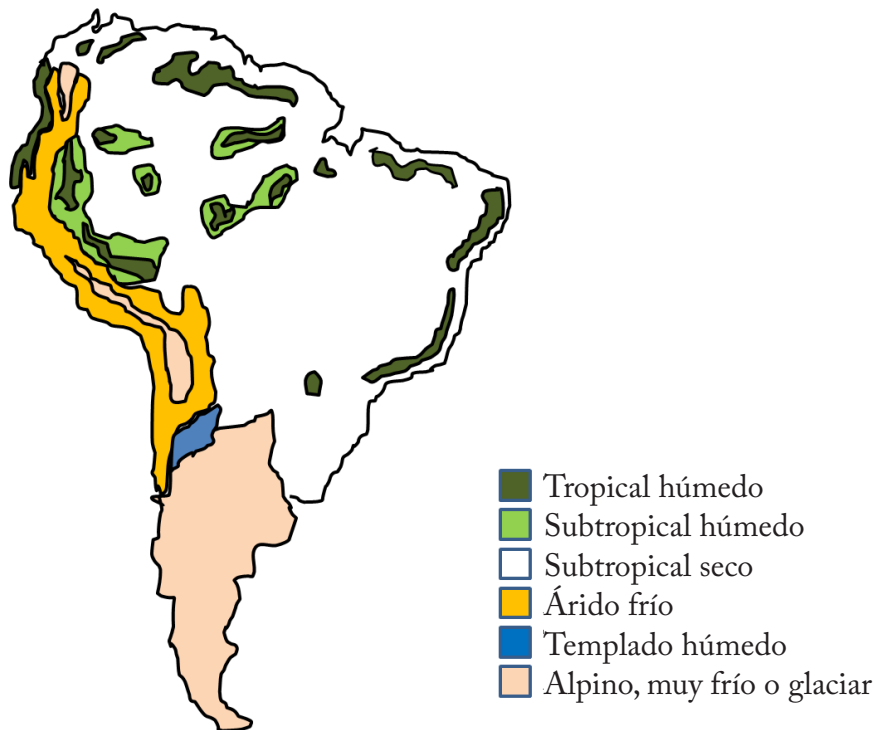 Tropical húmedo
Subtropical húmedo
Subtropical seco
Árido frío
Templado húmedo
Alpino, muy frío o glaciar